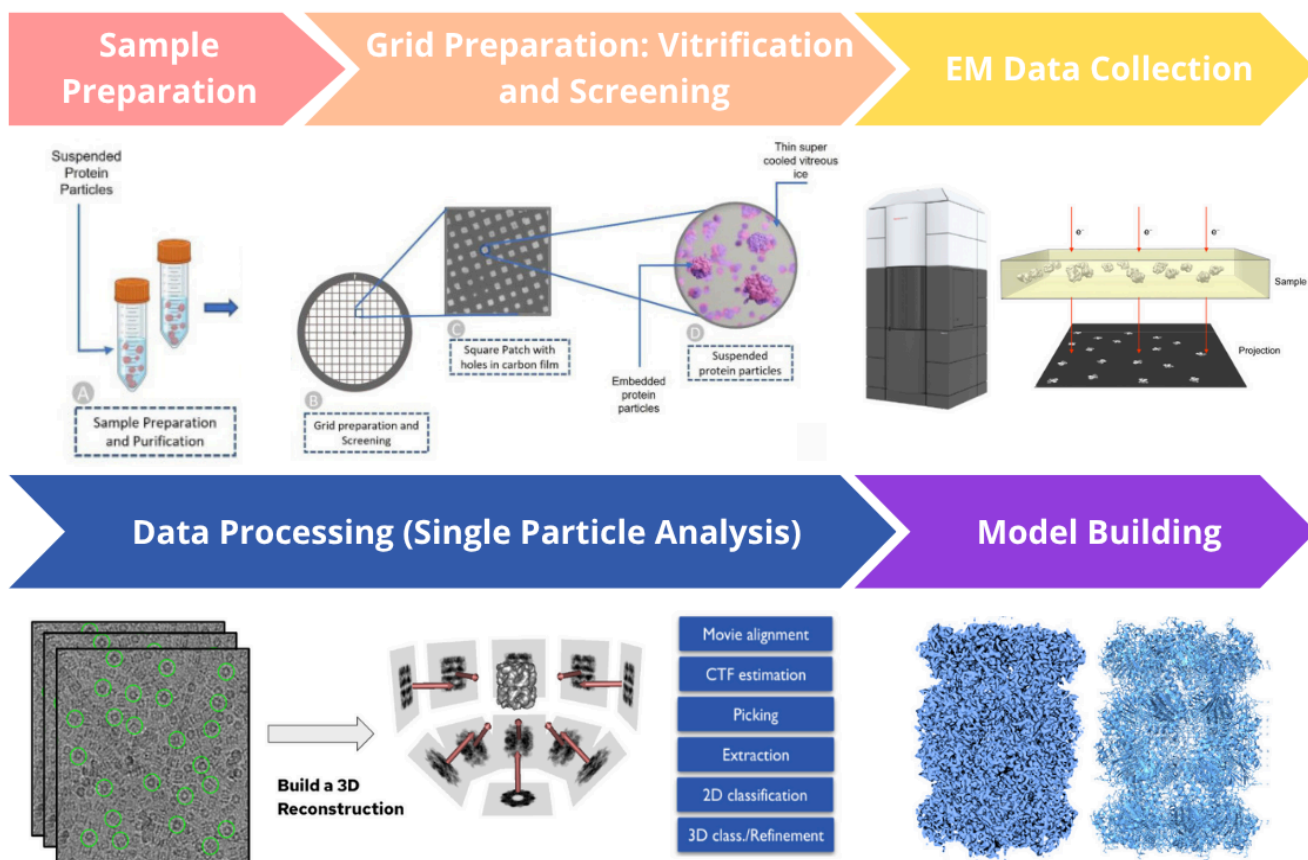 Sample
Preparation
Grid Preparation: Vitrification
and Screening
EM Data Collection
Suspended
Protein
Particles
A
Sample Preparation
and Purification
B
Grid preparation and
Screening
C
Square Patch with
holes in carbon film
Thin super
cooled vitreous
ice
D
Suspended
protein particles
Embedded
protein
particles
e⁻
e⁻
e⁻
Sample
Projection
Data Processing (Single Particle Analysis)
Model Building
Build a 3D
Reconstruction
Movie alignment
CTF estimation
Picking
Extraction
2D classification
3D class./Refinement